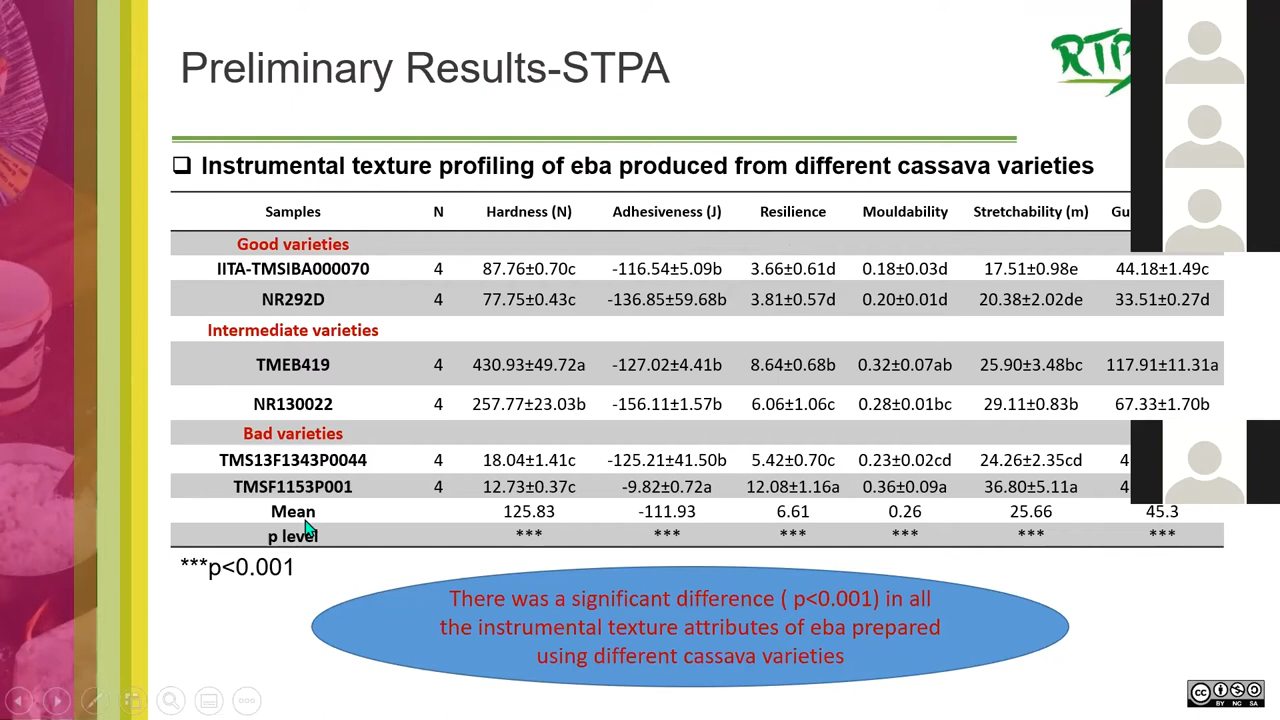 Preliminary Results-STPA
RTB
Instrumental texture profiling of eba produced from different cassava varieties
Samples N Hardness (N) Adhesiveness (J) Resilience Mouldability Stretchability (m)
Good varieties
IITA-TMSIBA000070 4 87.76±0.70c -116.54±5.09b 3.66±0.61d 0.18±0.03d 17.51±0.98e 44.18±1.49c
NR292D 4 77.75±0.43c -136.85±59.68b 3.81±0.57d 0.20±0.01d 20.38±2.02de 33.51±0.27d
Intermediate varieties
TMEB419 4 430.93±49.72a -127.02±4.41b 8.64±0.68b 0.32±0.07ab 25.90±3.48bc 117.91±11.31a
NR130022 4 257.77±23.03b -156.11±1.57b 6.06±1.06c 0.28±0.01bc 29.11±0.83b 67.33±1.70b
Bad varieties
TMS13F1343P0044 4 18.04±1.41c -125.21±41.50b 5.42±0.70c 0.23±0.02cd 24.26±2.35cd
TMSF1153P001 4 12.73±0.37c -9.82±0.72a 12.08±1.16a 0.36±0.09a 36.80±5.11a
Mean 125.83 -111.93 6.61 0.26 25.66 45.3
p level *** *** *** *** *** ***
***p<0.001
There was a significant difference ( p<0.001) in all
the instrumental texture attributes of eba prepared
using different cassava varieties
CC BY NC SA